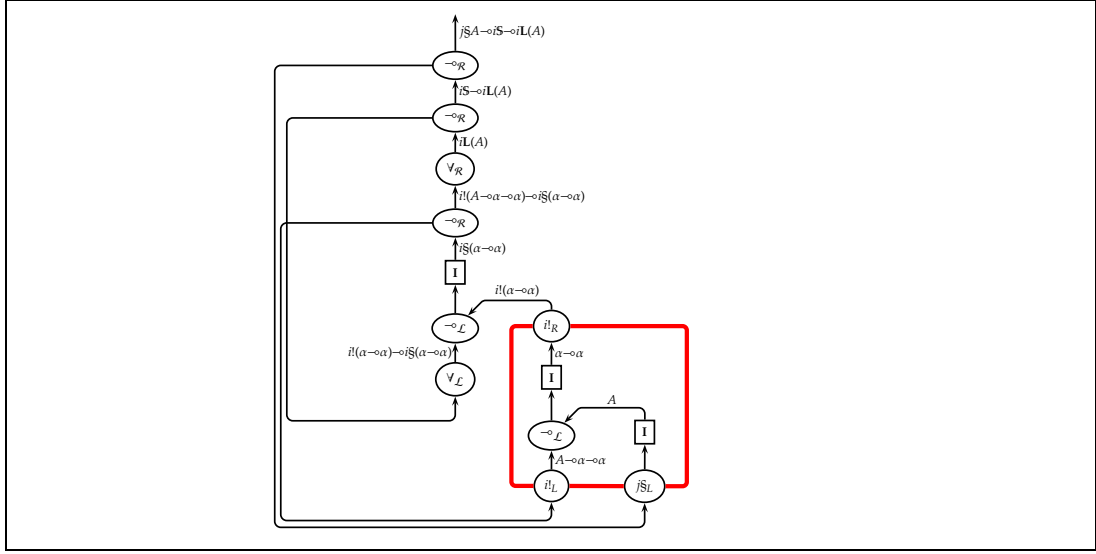 j§A⊸iS⊸iL(A)
⊸R
iS⊸iL(A)
⊸R
iL(A)
∀R
i!(A⊸α⊸α)⊸i§(α⊸α)
⊸R
i§(α⊸α)
I
i!(α⊸α)
⊸L
i!R
i!(α⊸α)⊸i§(α⊸α)
α⊸α
∀L
I
A
⊸L
I
A⊸α⊸α
i!L
j§L